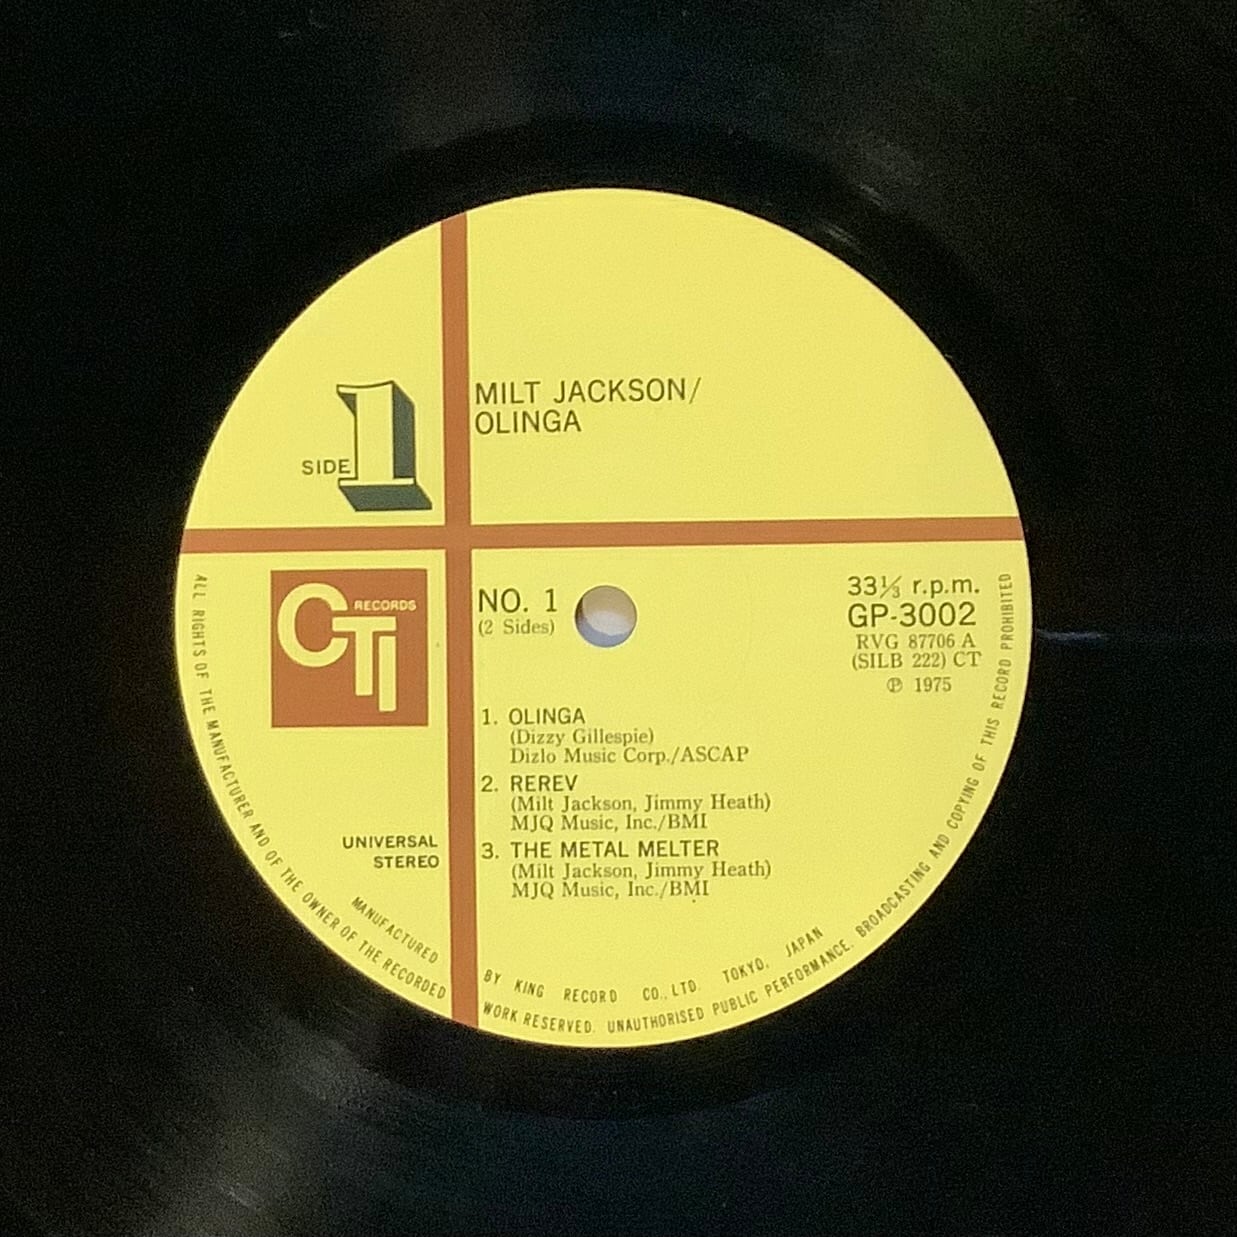 MILT JACKSON/
OLINGA
SIDE 1
CTI RECORDS
NO. 1
(2 Sides)
33⅓ r.p.m.
GP-3002
RVG 87706 A
(SILB 222) CT
℗ 1975
1. OLINGA
(Dizzy Gillespie)
Dizlo Music Corp./ASCAP
2. REREV
(Milt Jackson, Jimmy Heath)
MJQ Music, Inc./BMI
3. THE METAL MELTER
(Milt Jackson, Jimmy Heath)
MJQ Music, Inc./BMI
UNIVERSAL
STEREO
MANUFACTURED BY KING RECORD CO., LTD. TOKYO, JAPAN
ALL RIGHTS OF THE MANUFACTURER AND OF THE OWNER OF THE RECORDED WORK RESERVED. UNAUTHORISED PUBLIC PERFORMANCE, BROADCASTING AND COPYING OF THIS RECORD PROHIBITED